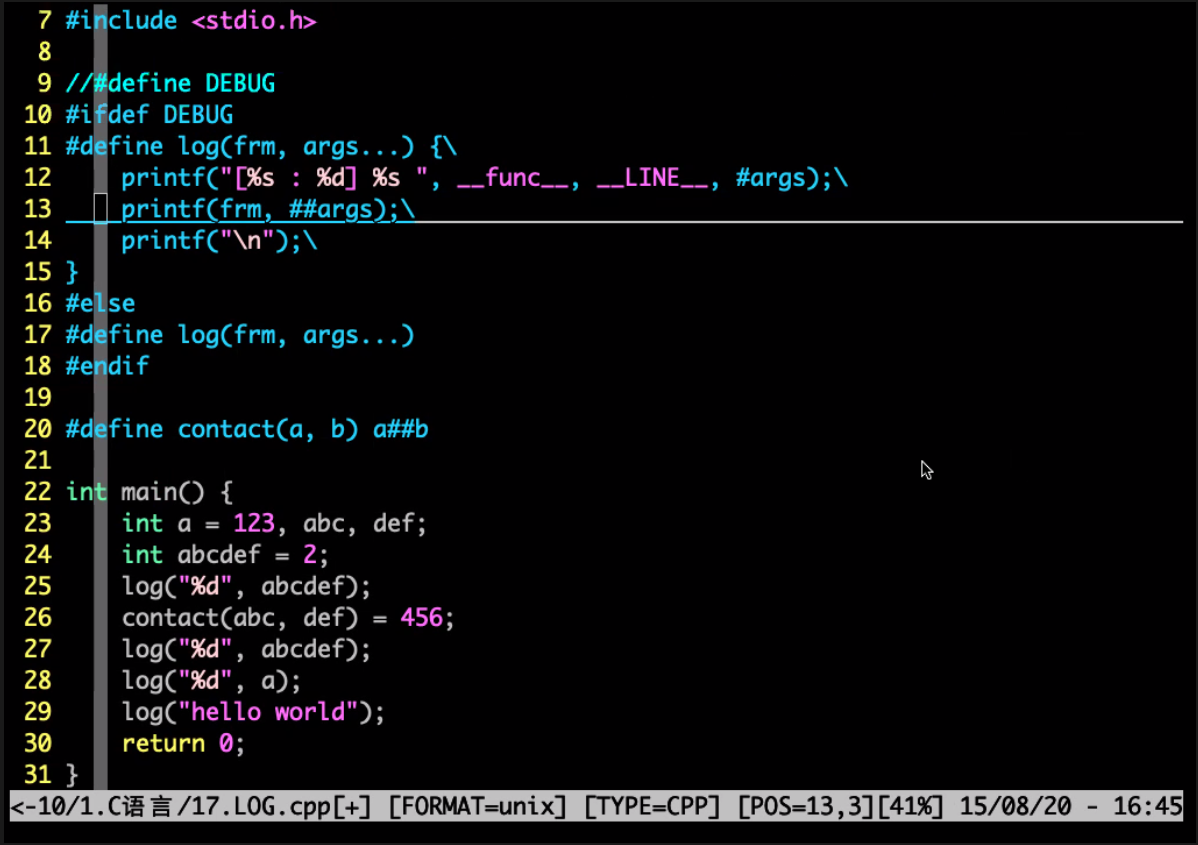 7 #include <stdio.h>
8
9 //#define DEBUG
10 #ifdef DEBUG
11 #define log(frm, args...) {\
12     printf("[%s : %d] %s ", __func__, __LINE__, #args);\
13     printf(frm, ##args);\
14     printf("\n");\
15 }
16 #else
17 #define log(frm, args...)
18 #endif
19
20 #define contact(a, b) a##b
21
22 int main() {
23     int a = 123, abc, def;
24     int abcdef = 2;
25     log("%d", abcdef);
26     contact(abc, def) = 456;
27     log("%d", abcdef);
28     log("%d", a);
29     log("hello world");
30     return 0;
31 }
<-10/1.C语言/17.LOG.cpp[+] [FORMAT=unix] [TYPE=CPP] [POS=13,3][41%] 15/08/20 - 16:45